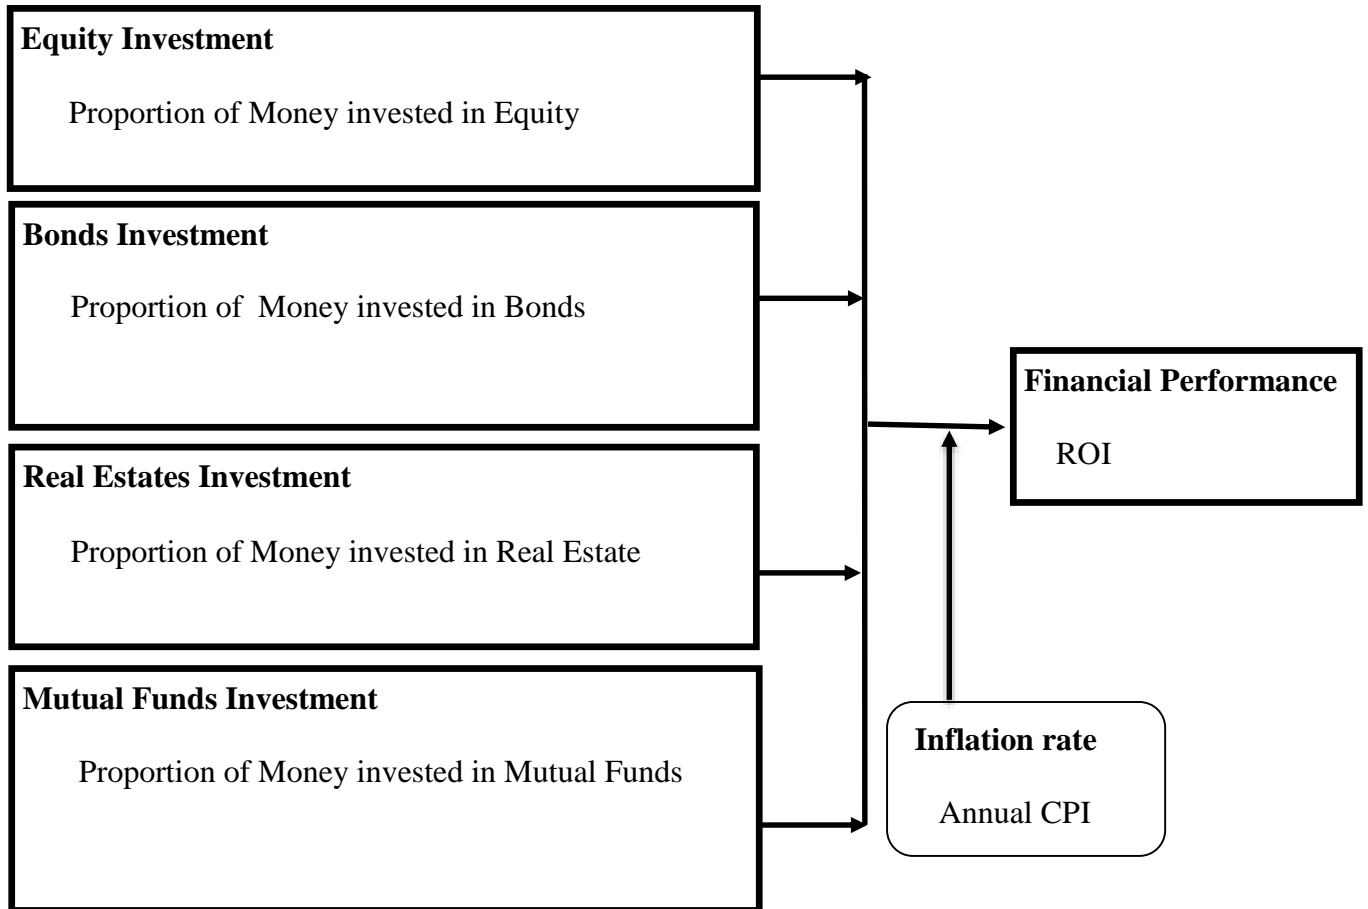 Equity Investment
Proportion of Money invested in Equity
Bonds Investment
Proportion of  Money invested in Bonds
Real Estates Investment
Proportion of Money invested in Real Estate
Mutual Funds Investment
Proportion of Money invested in Mutual Funds
Financial Performance
ROI
Inflation rate
Annual CPI